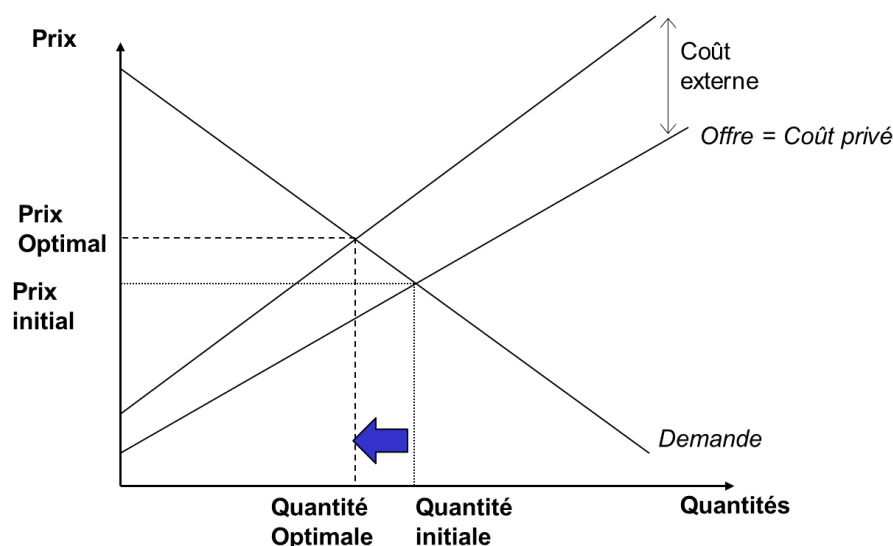 Prix
Coût
externe
Offre = Coût privé
Prix
Optimal
Prix
initial
Demande
Quantités
Quantité
Optimale
Quantité
initiale